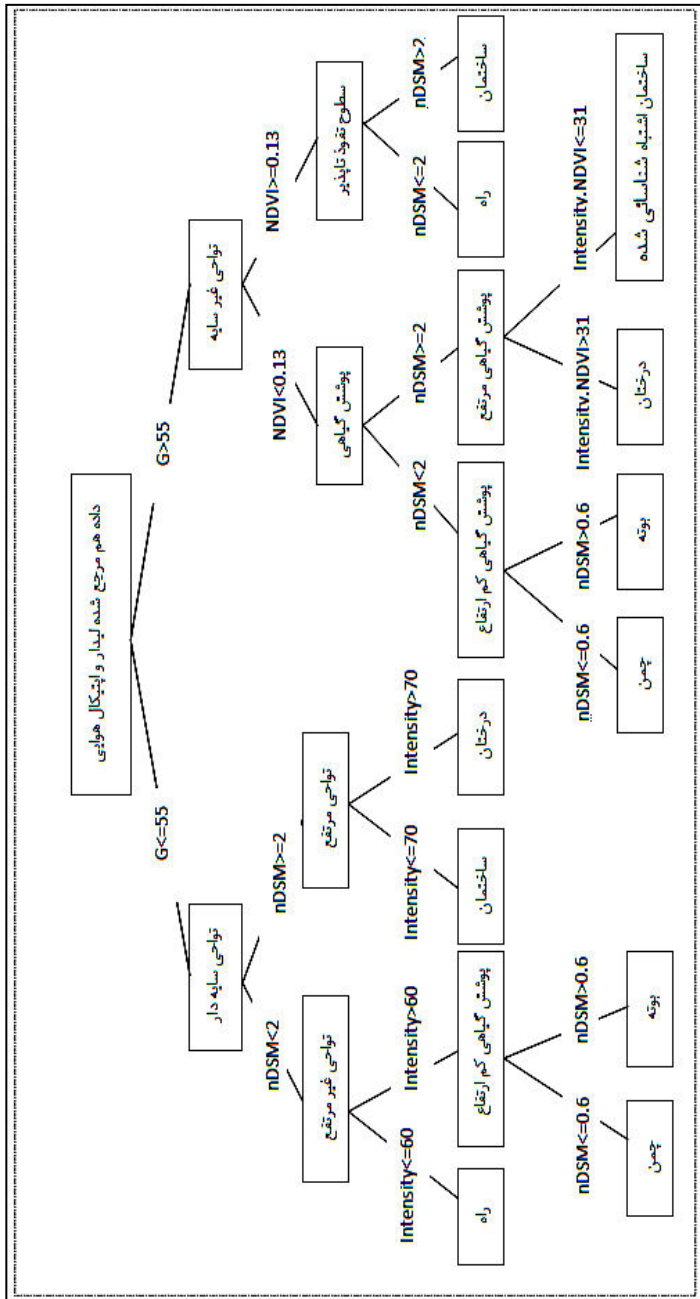 داده هم مرجع شده لیدار و اپتیکال هوایی
G<=55
G>55
نواحی سایه دار
نواحی غیر سایه
nDSM<2
nDSM>=2
NDVI<0.13
NDVI>=0.13
نواحی غیر مرتفع
نواحی مرتفع
پوشش گیاهی
سطوح نفوذ ناپذیر
Intensity<=60
Intensity>60
Intensity<=70
Intensity>70
nDSM<2
nDSM>=2
nDSM<=2
nDSM>2
راه
پوشش گیاهی کم ارتفاع
ساختمان
درختان
پوشش گیاهی کم ارتفاع
پوشش گیاهی مرتفع
راه
ساختمان
nDSM<=0.6
nDSM>0.6
nDSM<=0.6
nDSM>0.6
Intensity.NDVI>31
Intensity.NDVI<=31
چمن
بوته
چمن
بوته
درختان
ساختمان اشتباه شناسائی شده